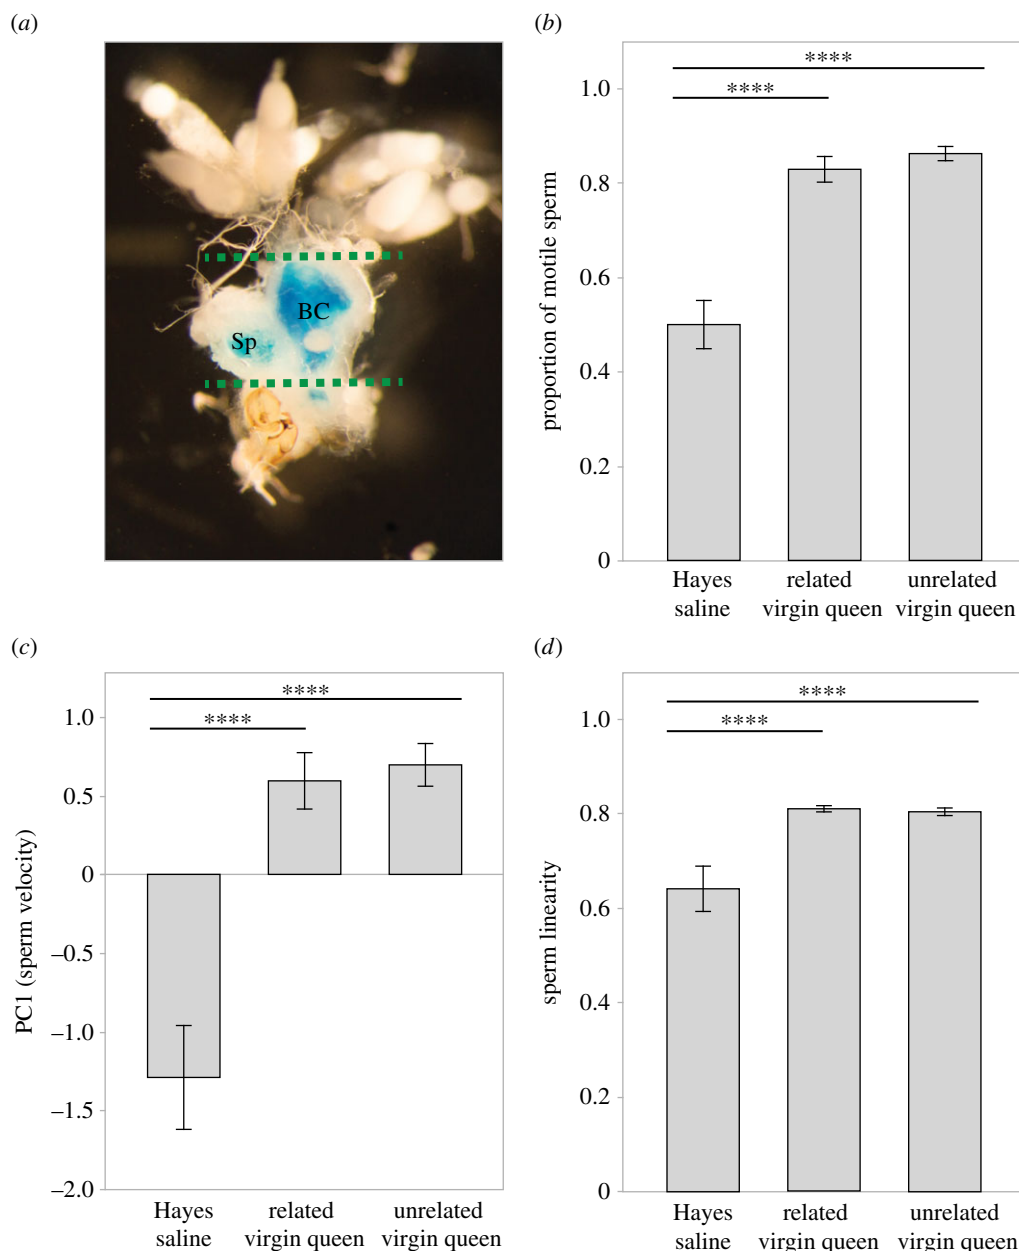 (a)
BC
Sp
(b)
****
****
1.0
0.8
0.6
0.4
0.2
0
proportion of motile sperm
Hayes
saline
related
virgin queen
unrelated
virgin queen
(c)
****
****
1.0
0.5
0
–0.5
–1.0
–1.5
–2.0
PC1 (sperm velocity)
Hayes
saline
related
virgin queen
unrelated
virgin queen
(d)
****
****
1.0
0.8
0.6
0.4
0.2
0
sperm linearity
Hayes
saline
related
virgin queen
unrelated
virgin queen